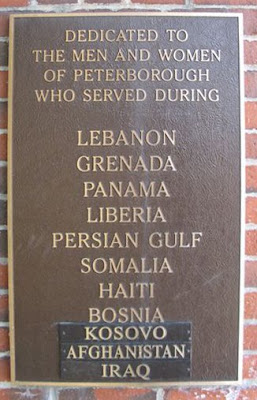 DEDICATED TO
THE MEN AND WOMEN
OF PETERBOROUGH
WHO SERVED DURING
LEBANON
GRENADA
PANAMA
LIBERIA
PERSIAN GULF
SOMALIA
HAITI
BOSNIA
KOSOVO
AFGHANISTAN
IRAQ